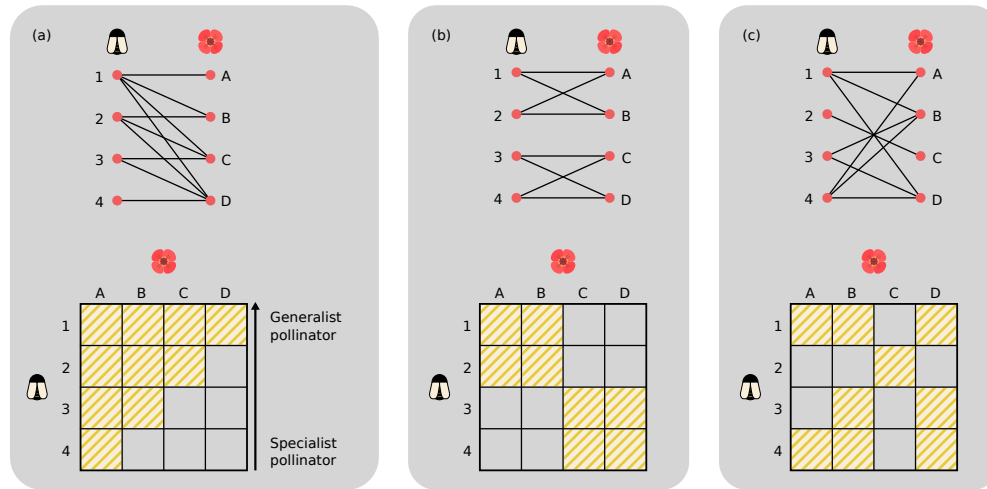 (a)
1 A
2 B
3 C
4 D
A B C D
1
2
3
4
Generalist
pollinator
Specialist
pollinator
(b)
1 A
2 B
3 C
4 D
A B C D
1
2
3
4
(c)
1 A
2 B
3 C
4 D
A B C D
1
2
3
4